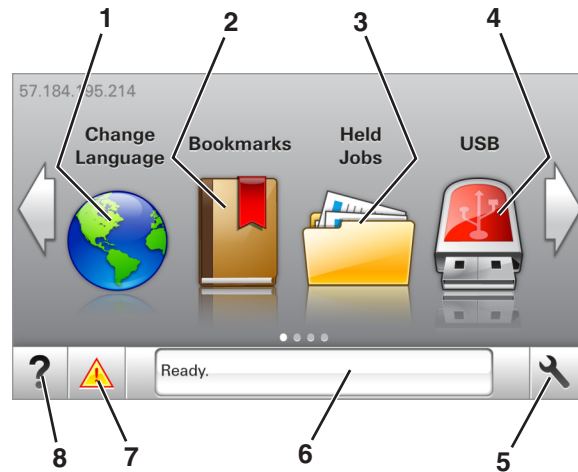 1 2 3 4
57.184.195.214
Change
Language
Bookmarks
Held
Jobs
USB
?
Ready.
8 7 6 5